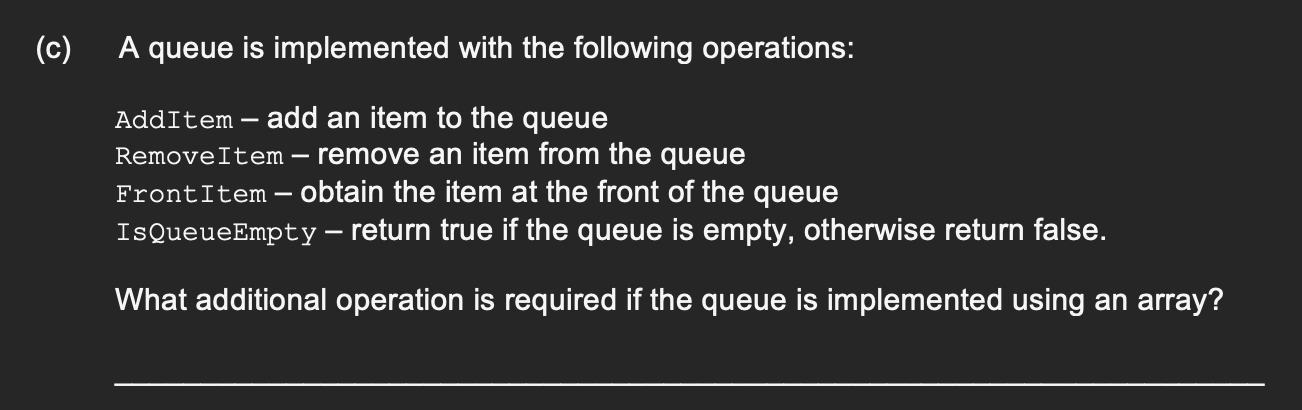 (c) A queue is implemented with the following operations:
AddItem – add an item to the queue
RemoveItem – remove an item from the queue
FrontItem – obtain the item at the front of the queue
IsQueueEmpty – return true if the queue is empty, otherwise return false.
What additional operation is required if the queue is implemented using an array?